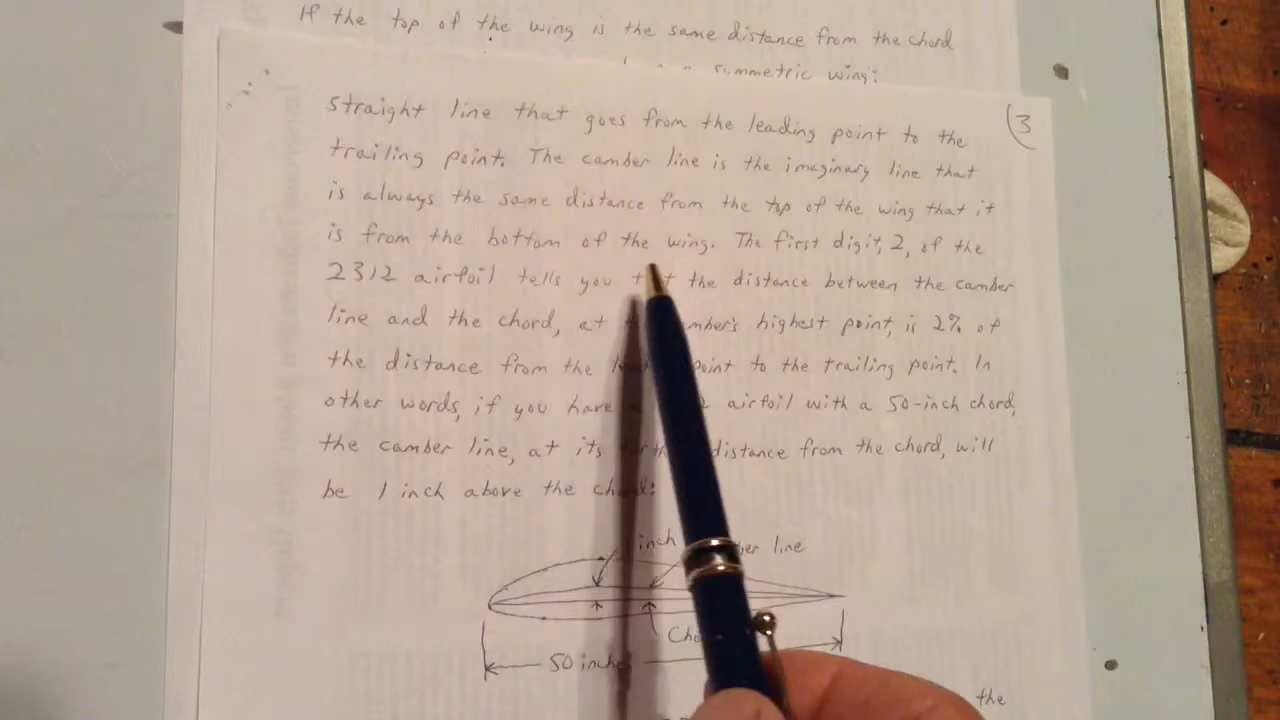 If the top of the wing is the same distance from the chord
symmetric wing:
(3
straight line that goes from the leading point to the
trailing point. The camber line is the imaginary line that
is always the same distance from the top of the wing that it
is from the bottom of the wing. The first digit, 2, of the
2312 airfoil tells you the distance between the camber
line and the chord, at highest point, is 2% of
the distance from the point to the trailing point. In
other words, if you have airfoil with a 50-inch chord,
the camber line, at its distance from the chord, will
be 1 inch above the
inch line
50 inches
the